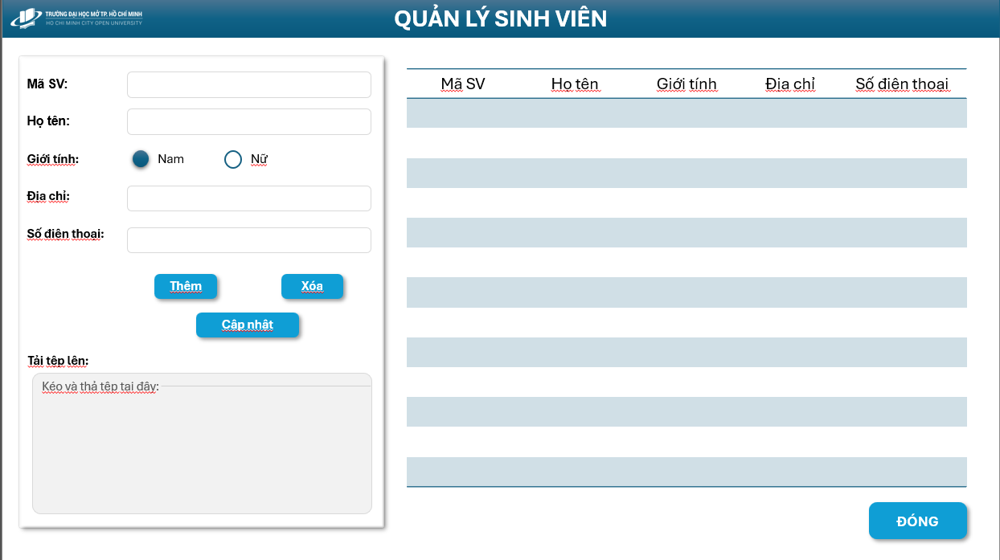 TRƯỜNG ĐẠI HỌC MỞ TP. HỒ CHÍ MINH
HO CHI MINH CITY OPEN UNIVERSITY
QUẢN LÝ SINH VIÊN
Mã SV:
Họ tên:
Giới tính:
Nam
Nữ
Địa chỉ:
Số điện thoại:
Thêm
Xóa
Cập nhật
Tải tệp lên:
Kéo và thả tệp tại đây:
Mã SV Họ tên Giới tính Địa chỉ Số điện thoại
ĐÓNG